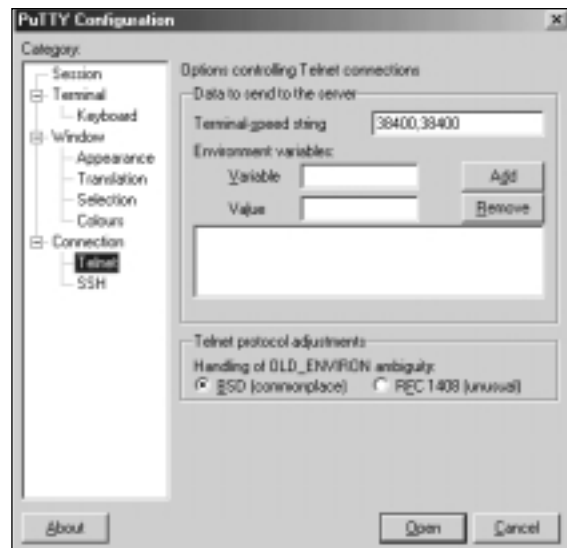 PuTTY Configuration
Category:
Session
Terminal
Keyboard
Window
Appearance
Translation
Selection
Colours
Connection
Telnet
SSH
Options controlling Telnet connections
Data to send to the server
Terminal-speed string 38400,38400
Environment variables:
Variable Add
Value Remove
Telnet protocol adjustments
Handling of OLD_ENVIRON ambiguity:
BSD (commonplace) RFC 1408 (unusual)
About Open Cancel